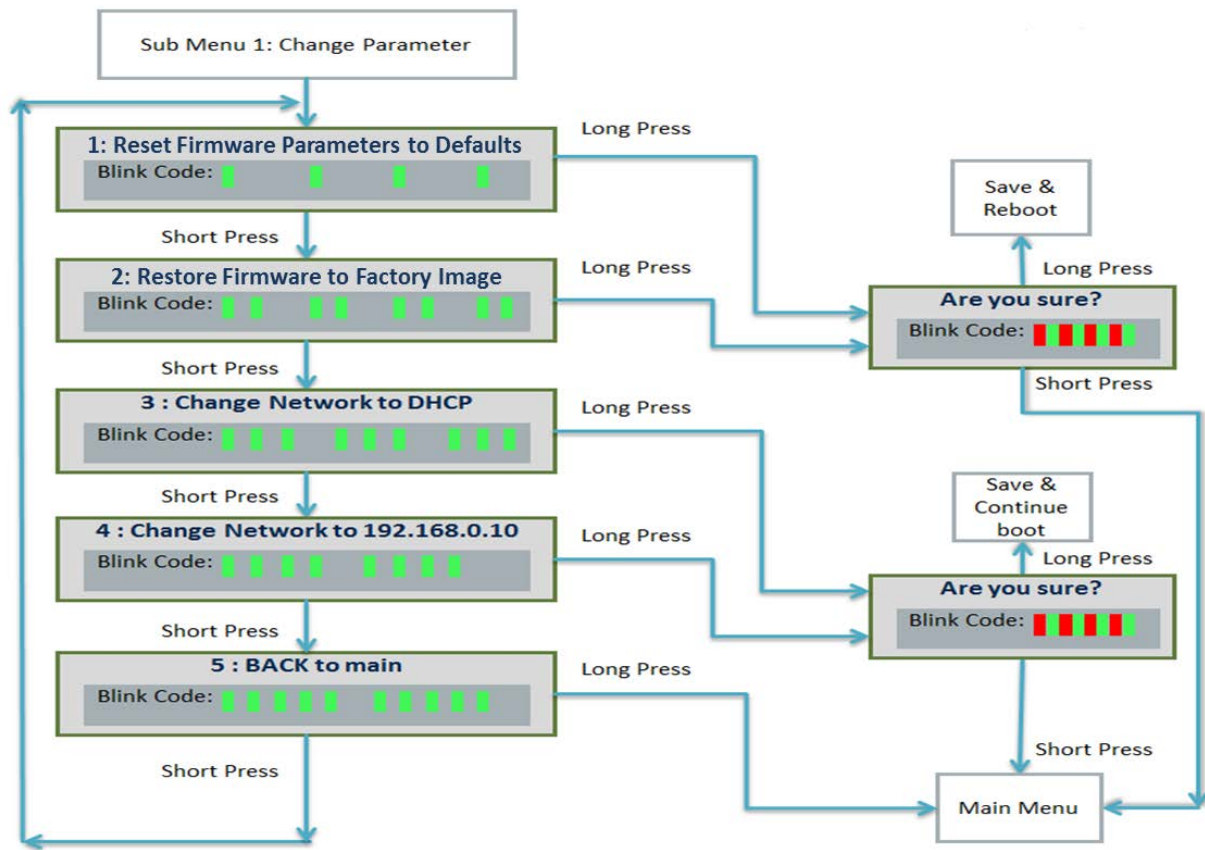 Sub Menu 1: Change Parameter
1: Reset Firmware Parameters to Defaults
Blink Code:
Long Press
Short Press
2: Restore Firmware to Factory Image
Blink Code:
Long Press
Short Press
3 : Change Network to DHCP
Blink Code:
Long Press
Short Press
4 : Change Network to 192.168.0.10
Blink Code:
Long Press
Short Press
5 : BACK to main
Blink Code:
Long Press
Short Press
Save &
Reboot
Long Press
Are you sure?
Blink Code:
Short Press
Save &
Continue
boot
Long Press
Are you sure?
Blink Code:
Short Press
Main Menu